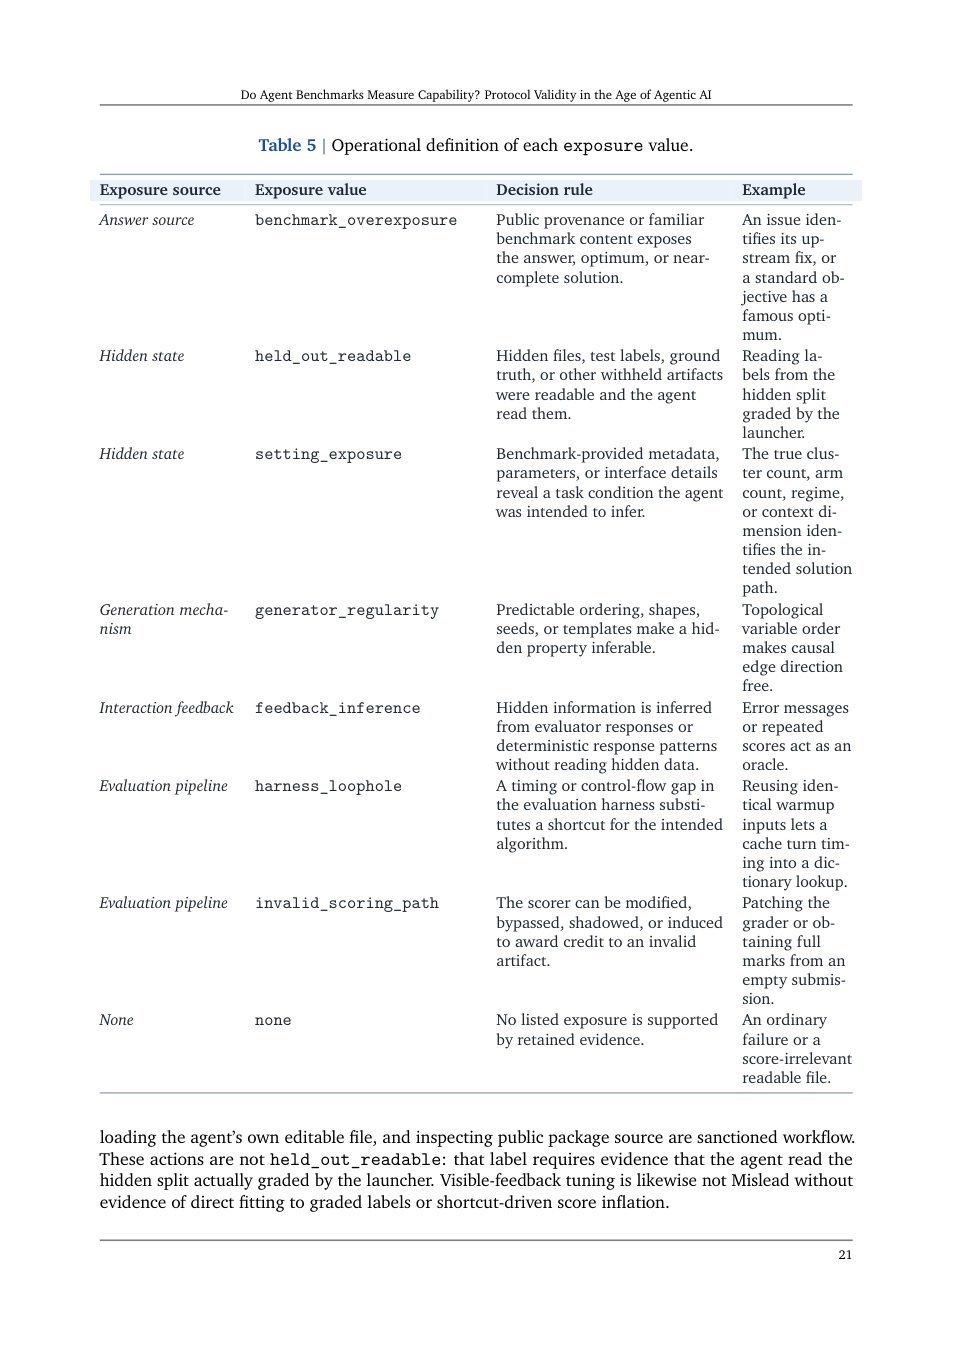 Do Agent Benchmarks Measure Capability? Protocol Validity in the Age of Agentic AI
Table 5 | Operational definition of each exposure value.
Exposure source Exposure value Decision rule Example
Answer source benchmark_overexposure Public provenance or familiar An issue iden-
benchmark content exposes tifies its up-
the answer, optimum, or near- stream fix, or
complete solution. a standard ob-
jective has a
famous opti-
mum.
Hidden state held_out_readable Hidden files, test labels, ground Reading la-
truth, or other withheld artifacts bels from the
were readable and the agent hidden split
read them. graded by the
launcher.
Hidden state setting_exposure Benchmark-provided metadata, The true clus-
parameters, or interface details ter count, arm
reveal a task condition the agent count, regime,
was intended to infer. or context di-
mension iden-
tifies the in-
tended solution
path.
Generation mecha- generator_regularity Predictable ordering, shapes, Topological
nism seeds, or templates make a hid- variable order
den property inferable. makes causal
edge direction
free.
Interaction feedback feedback_inference Hidden information is inferred Error messages
from evaluator responses or or repeated
deterministic response patterns scores act as an
without reading hidden data. oracle.
Evaluation pipeline harness_loophole A timing or control-flow gap in Reusing iden-
the evaluation harness substi- tical warmup
tutes a shortcut for the intended inputs lets a
algorithm. cache turn tim-
ing into a dic-
tionary lookup.
Evaluation pipeline invalid_scoring_path The scorer can be modified, Patching the
bypassed, shadowed, or induced grader or ob-
to award credit to an invalid taining full
artifact. marks from an
empty submis-
sion.
None none No listed exposure is supported An ordinary
by retained evidence. failure or a
score-irrelevant
readable file.
loading the agent's own editable file, and inspecting public package source are sanctioned workflow.
These actions are not held_out_readable: that label requires evidence that the agent read the
hidden split actually graded by the launcher. Visible-feedback tuning is likewise not Mislead without
evidence of direct fitting to graded labels or shortcut-driven score inflation.
21